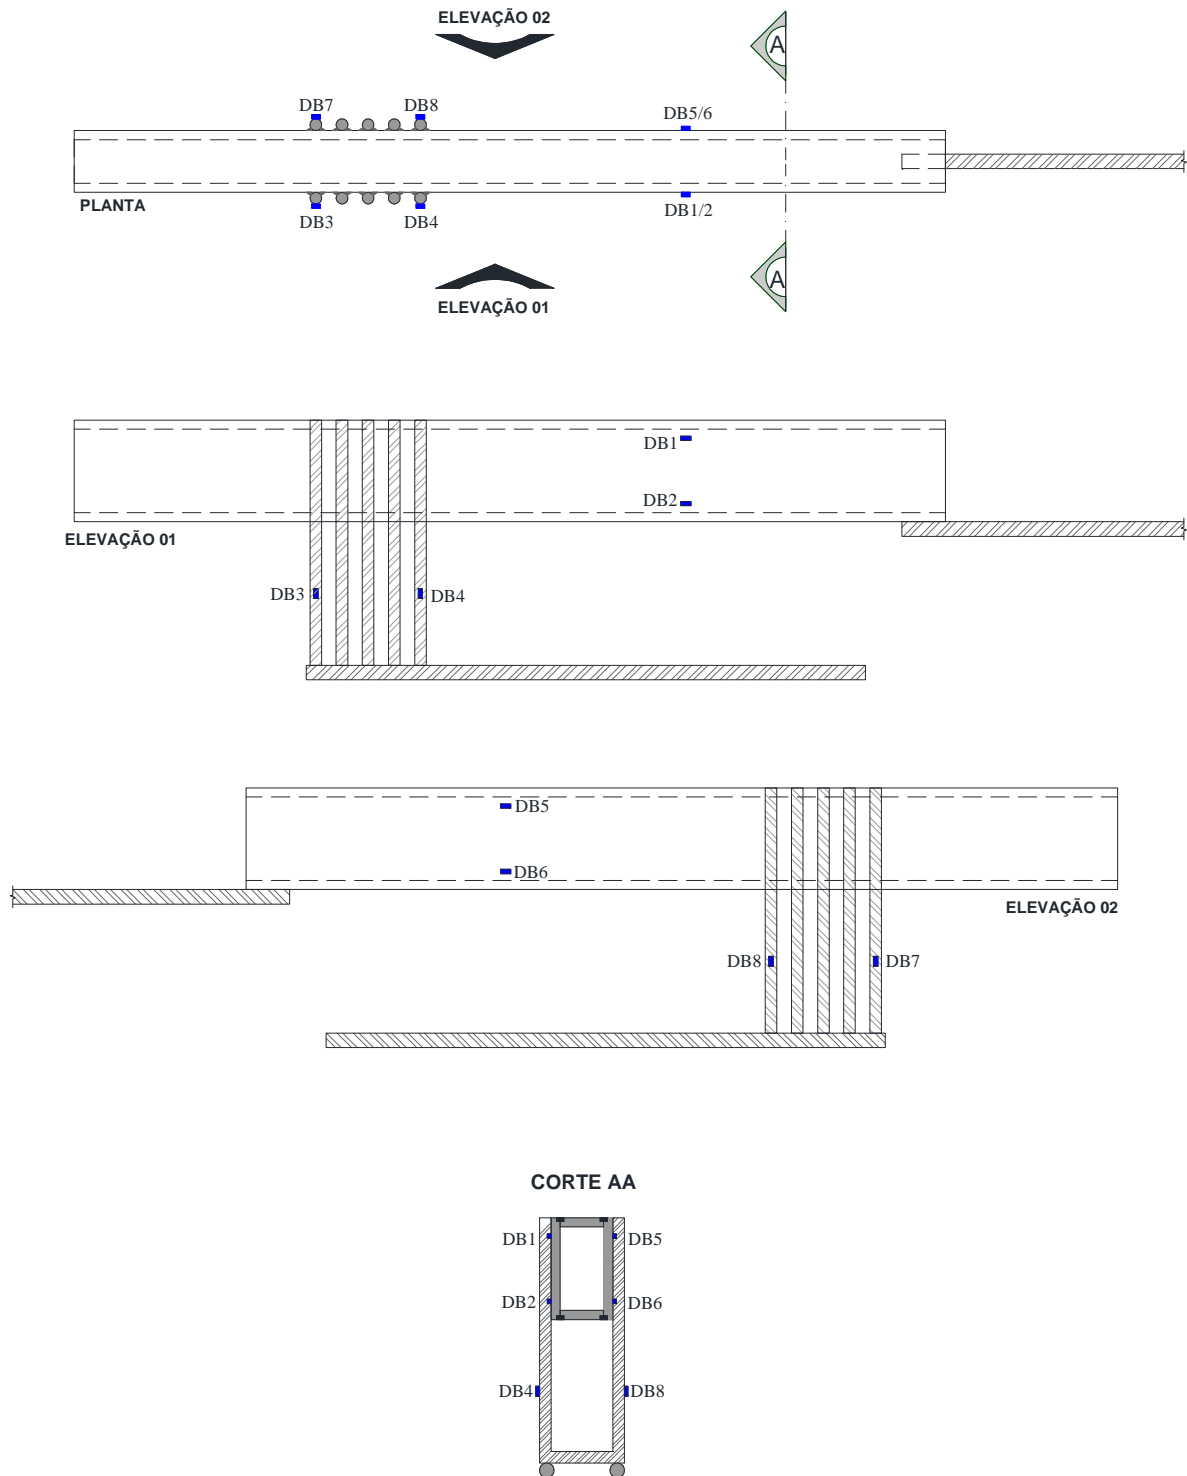 ELEVAÇÃO 02
A
DB7
DB8
DB5/6
PLANTA
DB3
DB4
DB1/2
A
ELEVAÇÃO 01
DB1
DB2
ELEVAÇÃO 01
DB3
DB4
DB5
DB6
ELEVAÇÃO 02
DB8
DB7
CORTE AA
DB1
DB5
DB2
DB6
DB4
DB8